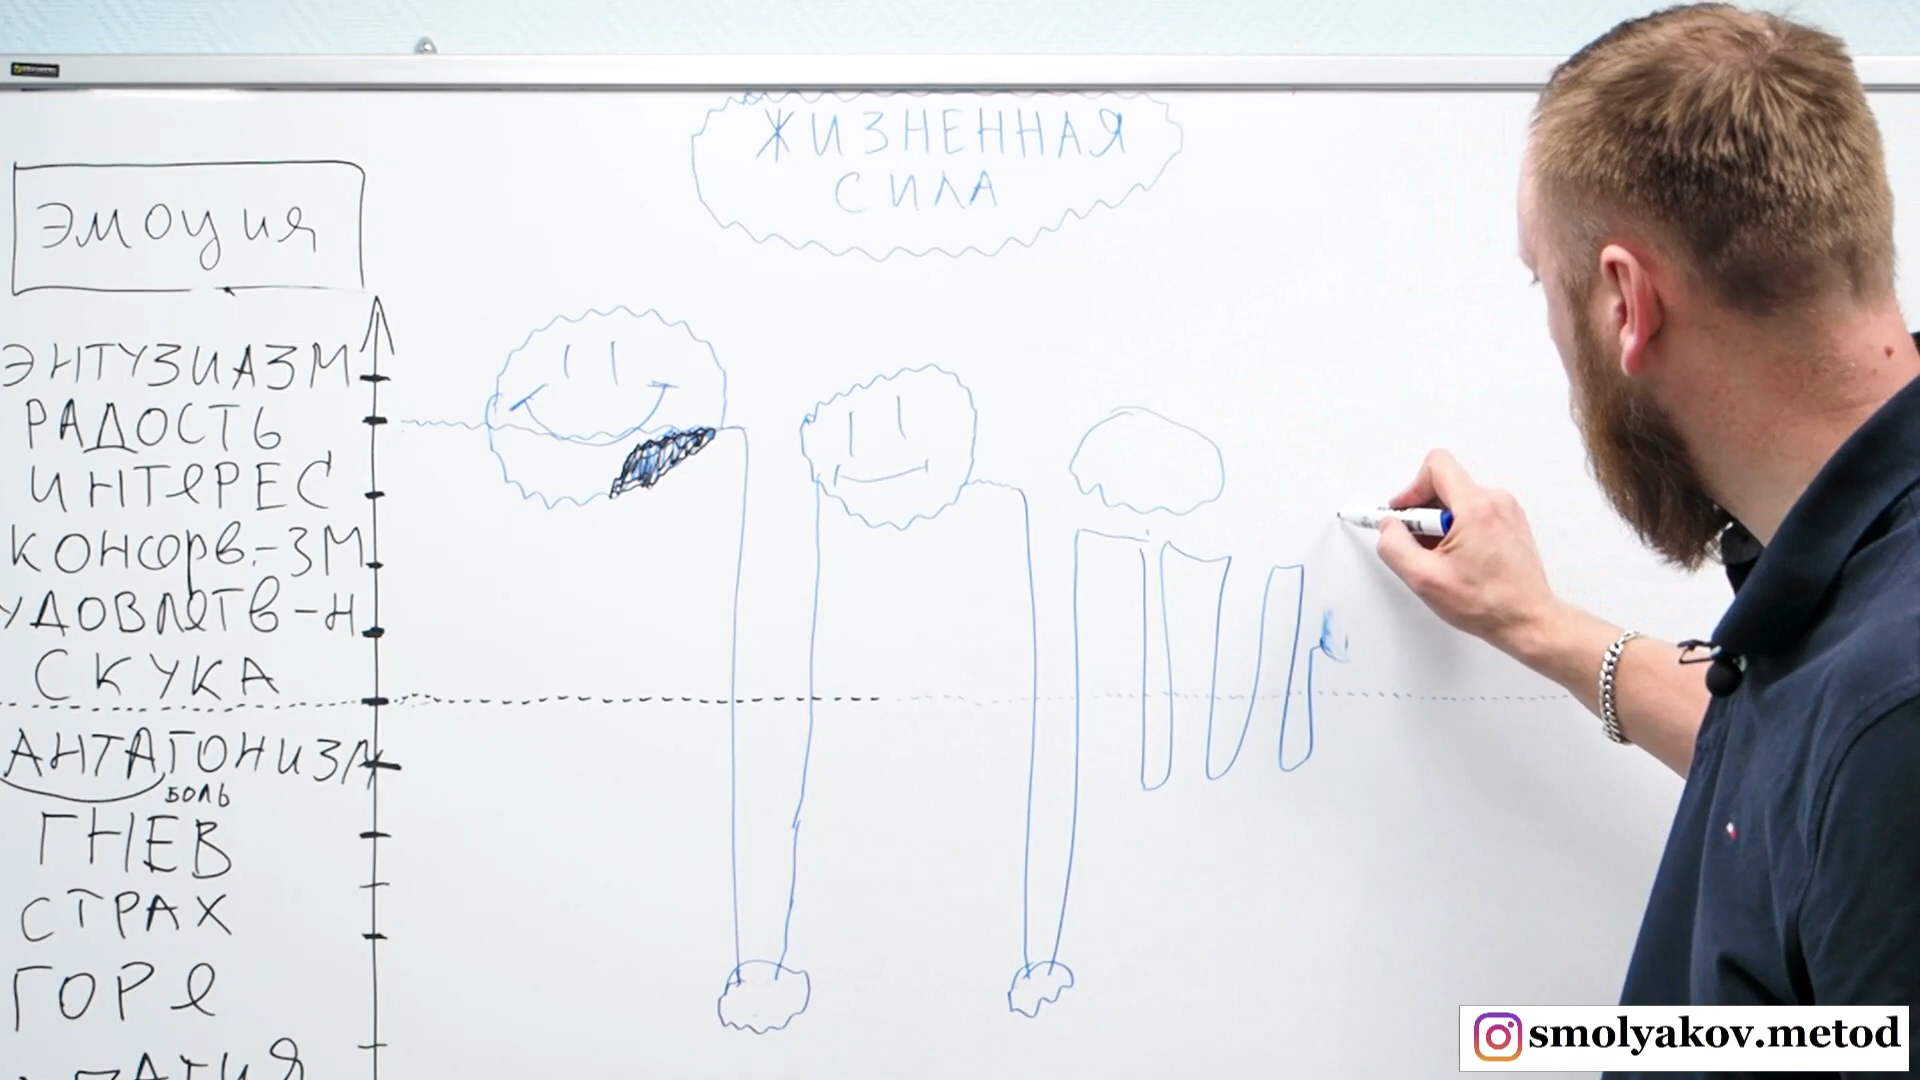 ЖИЗНЕННАЯ
СИЛА
ЭМОЦИЯ
ЭНТУЗИАЗМ
РАДОСТЬ
ИНТЕРЕС
КОНСЕРВ.-ЗМ
УДОВЛЕТВ-Н
СКУКА
АНТАГОНИЗМ
БОЛЬ
ГНЕВ
СТРАХ
ГОРЕ
smolyakov.metod